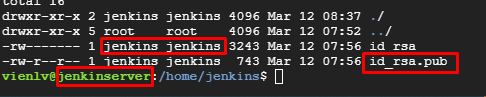 total 16
drwxr-xr-x 2 jenkins jenkins 4096 Mar 12 08:37 ./
drwxr-xr-x 5 root    root    4096 Mar 12 07:52 ../
-rw------- 1 jenkins jenkins 3243 Mar 12 07:56 id_rsa
-rw-r--r-- 1 jenkins jenkins  743 Mar 12 07:56 id_rsa.pub
vienlv@jenkinserver:/home/jenkins$